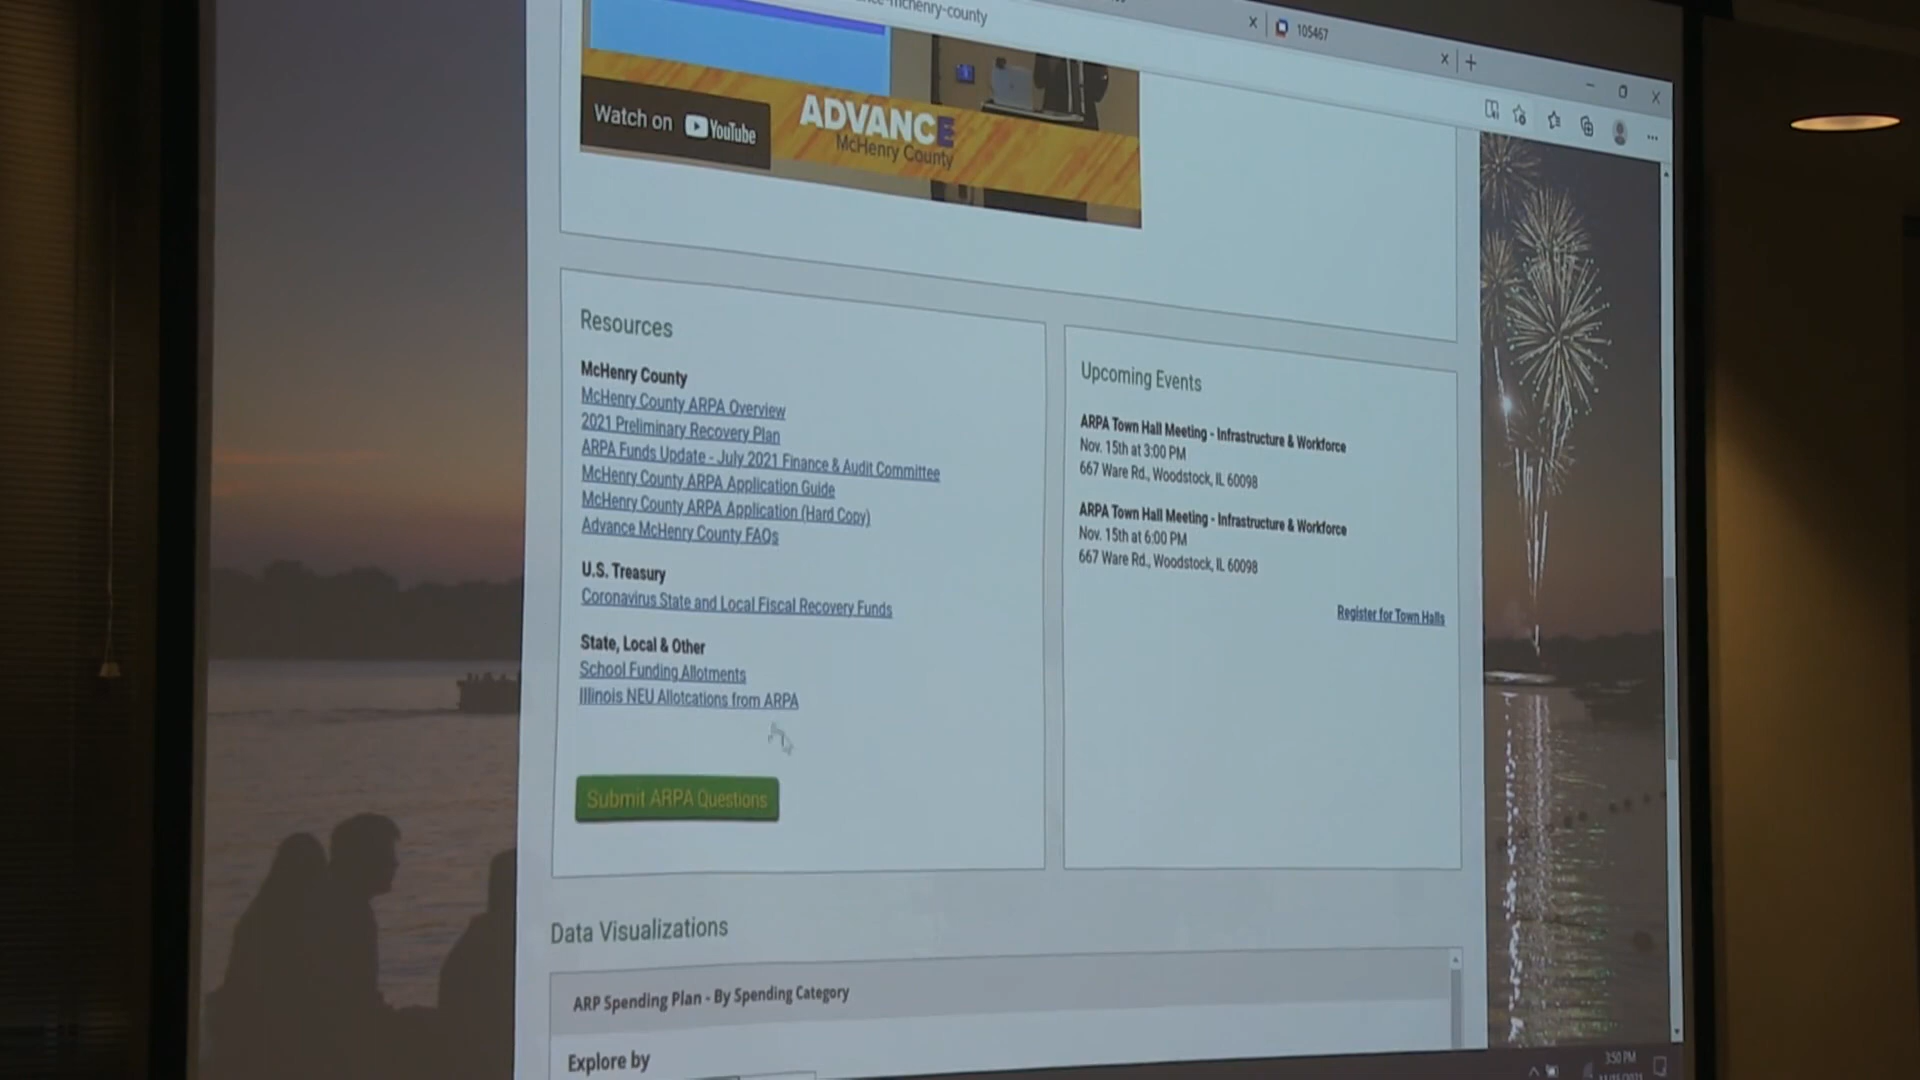 mchenry-county
105467
Watch on YouTube
ADVANCE
McHenry County
Resources
McHenry County
McHenry County ARPA Overview
2021 Preliminary Recovery Plan
ARPA Funds Update - July 2021 Finance & Audit Committee
McHenry County ARPA Application Guide
McHenry County ARPA Application (Hard Copy)
Advance McHenry County FAQs
U.S. Treasury
Coronavirus State and Local Fiscal Recovery Funds
State, Local & Other
School Funding Allotments
Illinois NEU Allotcations from ARPA
Submit ARPA Questions
Upcoming Events
ARPA Town Hall Meeting - Infrastructure & Workforce
Nov. 15th at 3:00 PM
667 Ware Rd., Woodstock, IL 60098
ARPA Town Hall Meeting - Infrastructure & Workforce
Nov. 15th at 6:00 PM
667 Ware Rd., Woodstock, IL 60098
Register for Town Halls
Data Visualizations
ARP Spending Plan - By Spending Category
Explore by
3:50 PM